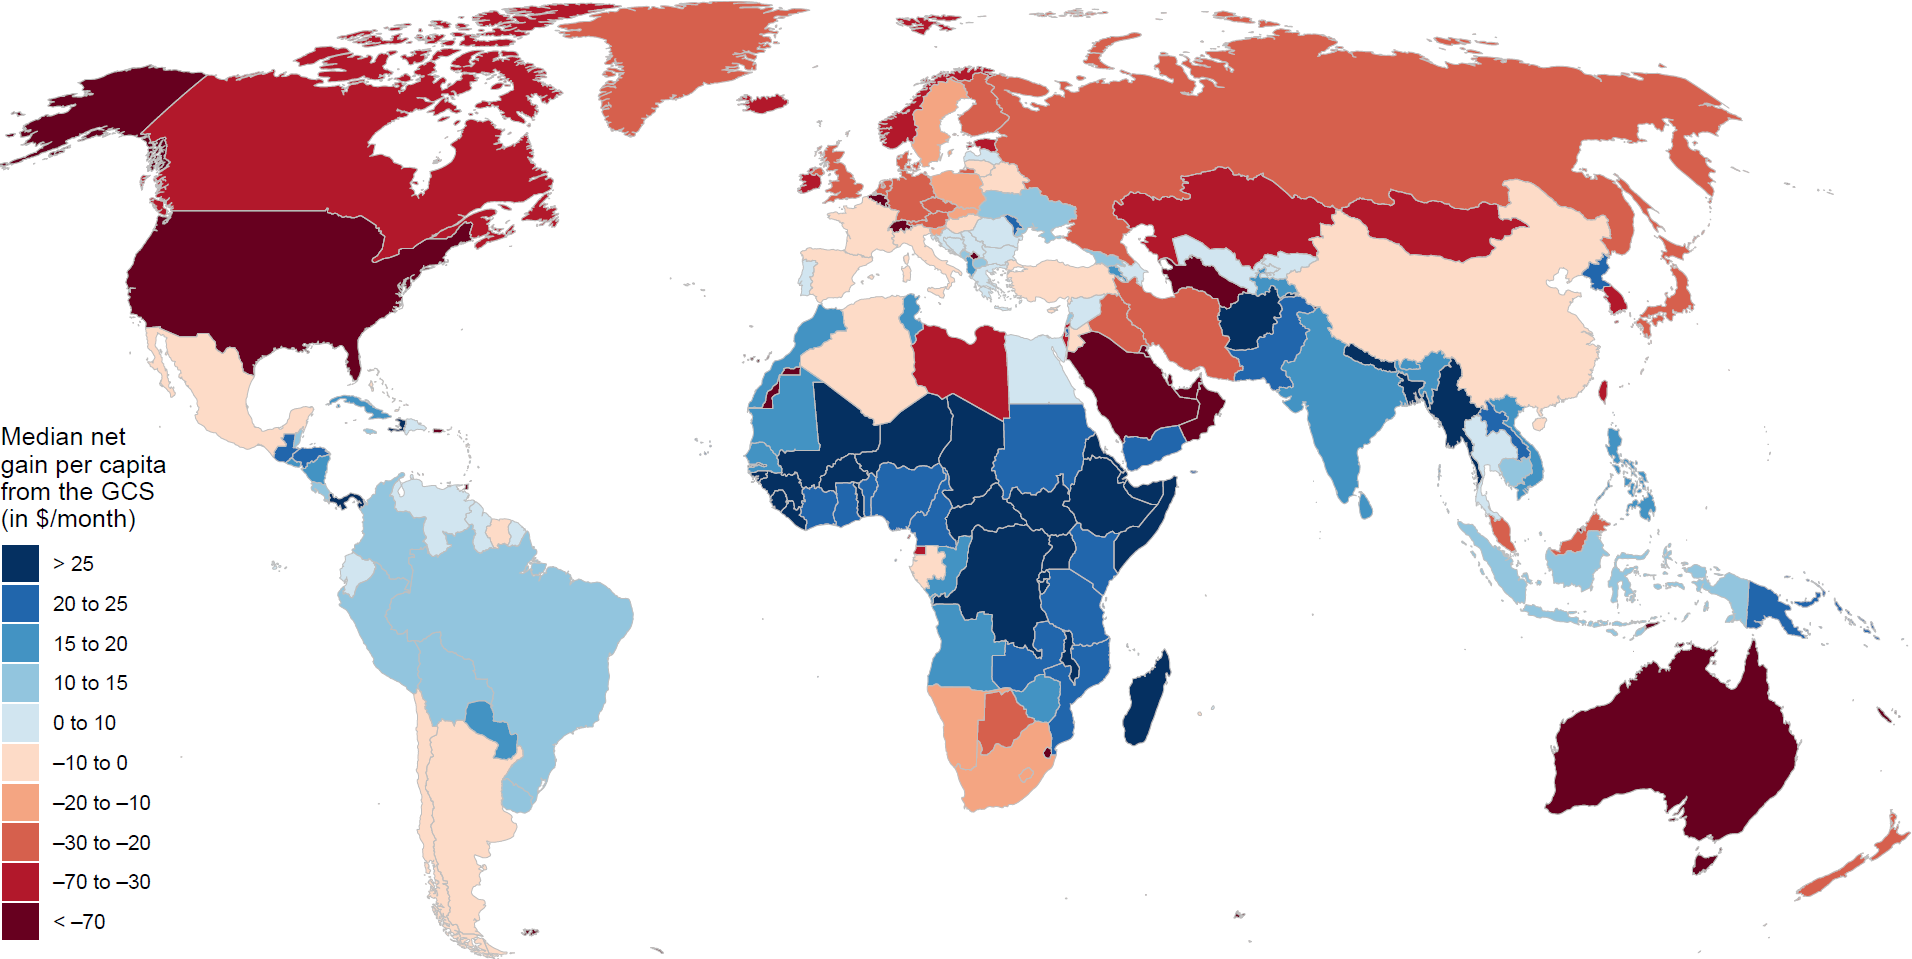 Median net
gain per capita
from the GCS
(in $/month)
> 25
20 to 25
15 to 20
10 to 15
0 to 10
–10 to 0
–20 to –10
–30 to –20
–70 to –30
< –70